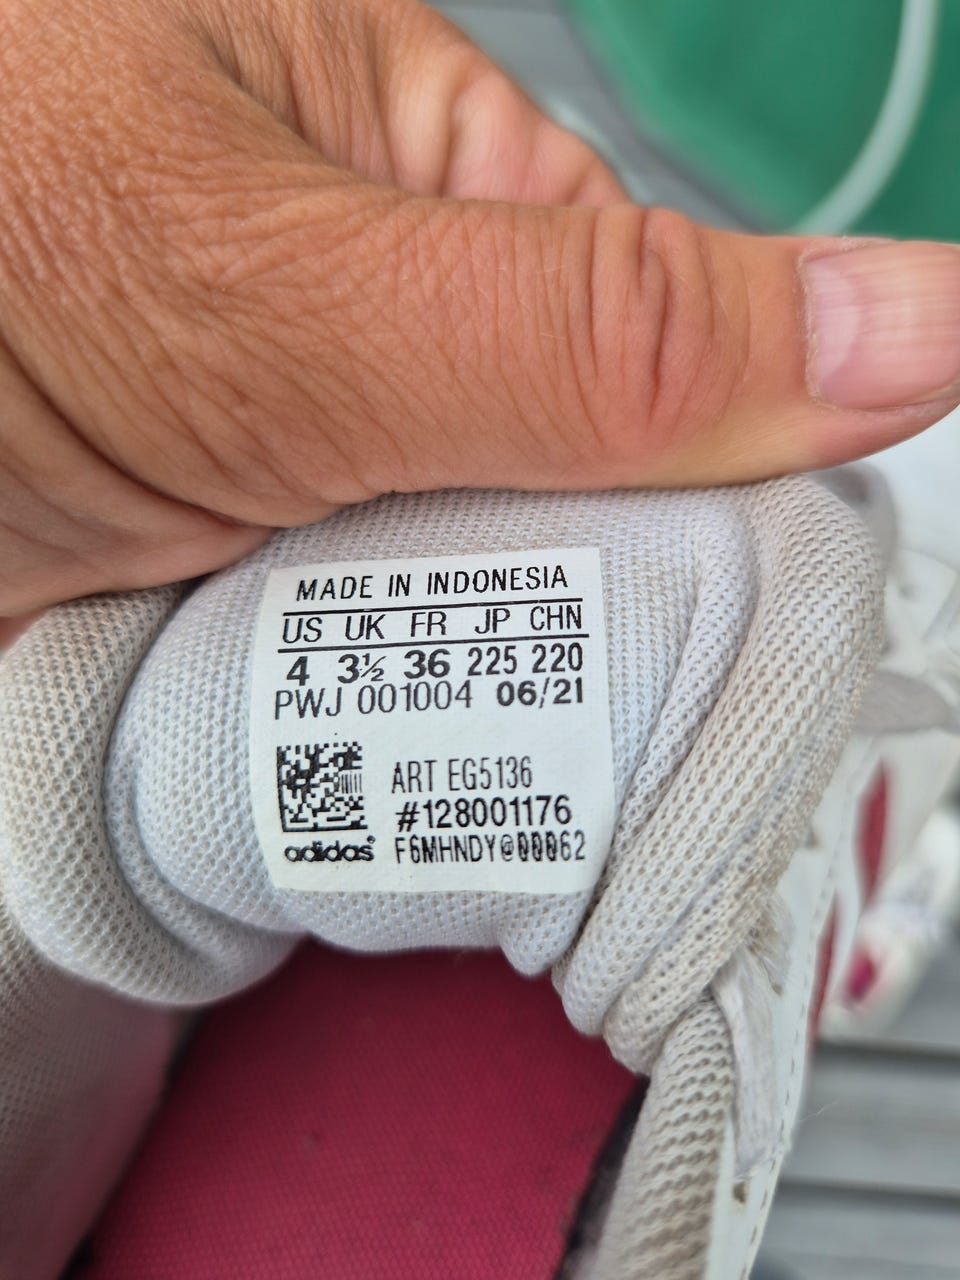 MADE IN INDONESIA
US UK FR JP CHN
4 3½ 36 225 220
PWJ 001004 06/21
ART EG5136
#128001176
adidas® F6MHNDY@00062